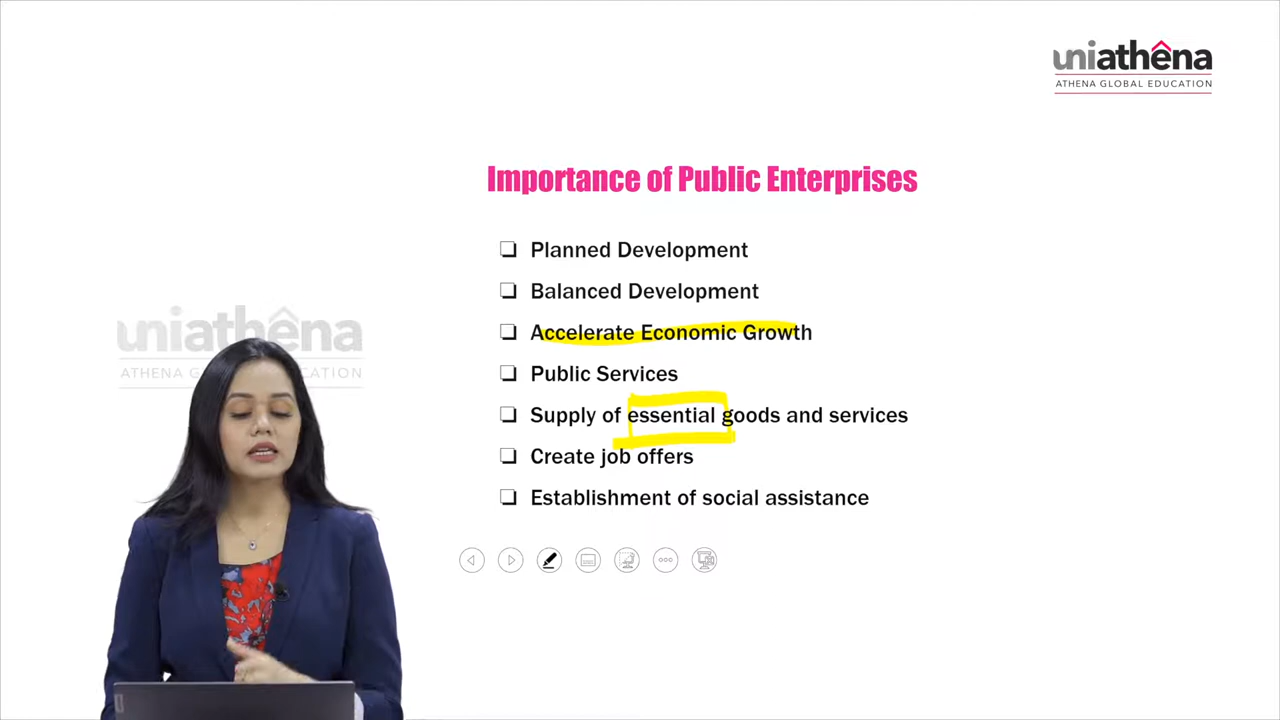 uniathena
ATHENA GLOBAL EDUCATION
Importance of Public Enterprises
❑ Planned Development
❑ Balanced Development
❑ Accelerate Economic Growth
❑ Public Services
❑ Supply of essential goods and services
❑ Create job offers
❑ Establishment of social assistance
uniathena
ATHENA GLOBAL EDUCATION